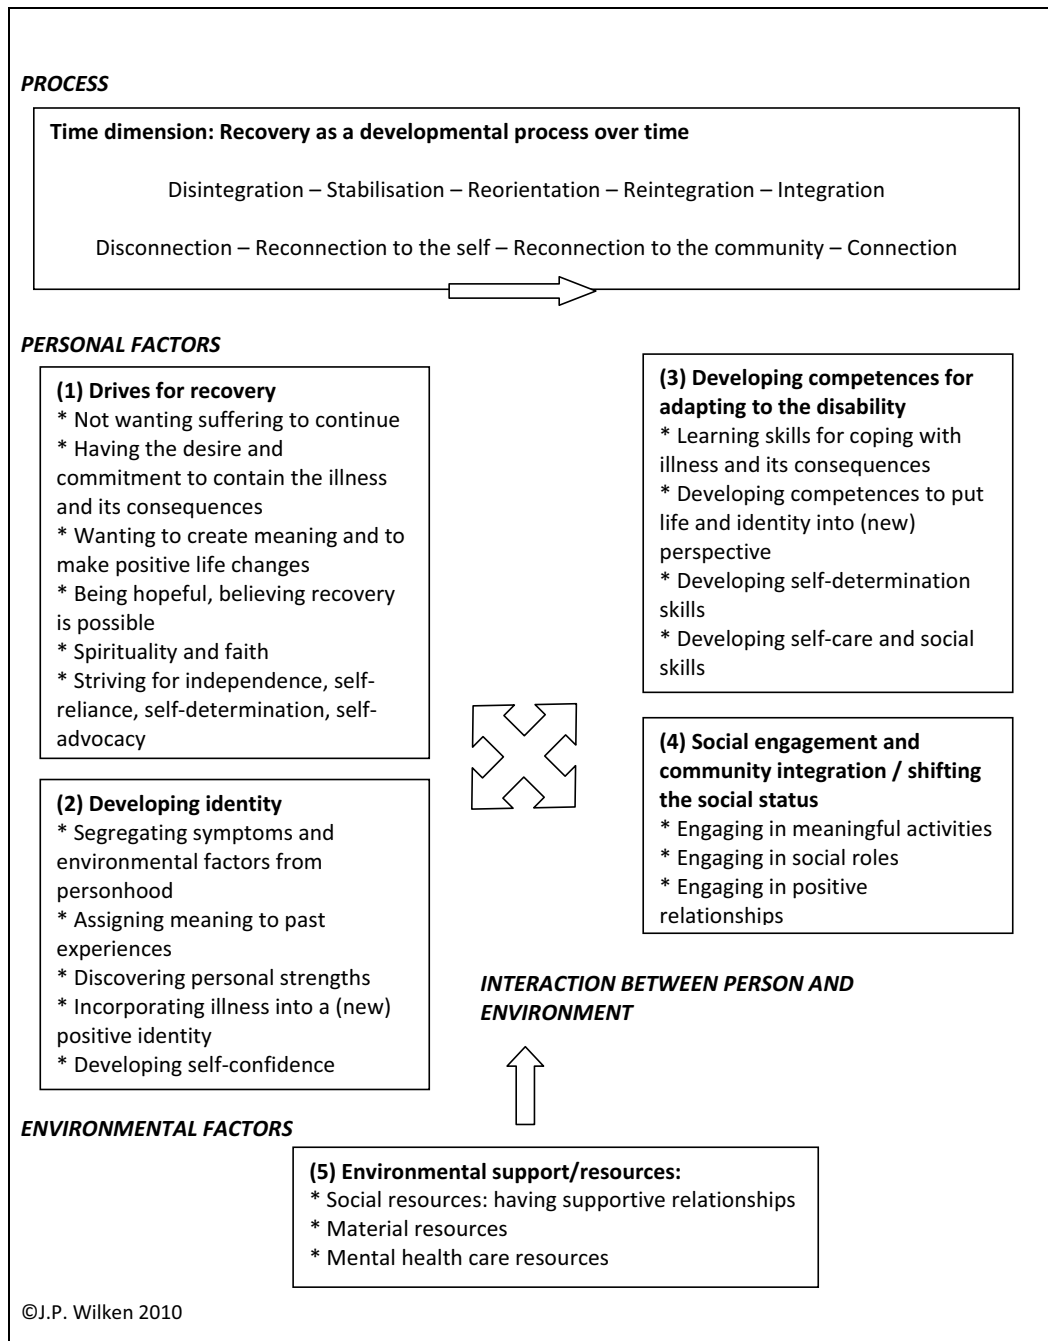 PROCESS
Time dimension: Recovery as a developmental process over time
Disintegration – Stabilisation – Reorientation – Reintegration – Integration
Disconnection – Reconnection to the self – Reconnection to the community – Connection
PERSONAL FACTORS
(1) Drives for recovery
* Not wanting suffering to continue
* Having the desire and
commitment to contain the illness
and its consequences
* Wanting to create meaning and to
make positive life changes
* Being hopeful, believing recovery
is possible
* Spirituality and faith
* Striving for independence, self-
reliance, self-determination, self-
advocacy
(2) Developing identity
* Segregating symptoms and
environmental factors from
personhood
* Assigning meaning to past
experiences
* Discovering personal strengths
* Incorporating illness into a (new)
positive identity
* Developing self-confidence
(3) Developing competences for
adapting to the disability
* Learning skills for coping with
illness and its consequences
* Developing competences to put
life and identity into (new)
perspective
* Developing self-determination
skills
* Developing self-care and social
skills
(4) Social engagement and
community integration / shifting
the social status
* Engaging in meaningful activities
* Engaging in social roles
* Engaging in positive
relationships
INTERACTION BETWEEN PERSON AND
ENVIRONMENT
ENVIRONMENTAL FACTORS
(5) Environmental support/resources:
* Social resources: having supportive relationships
* Material resources
* Mental health care resources
©J.P. Wilken 2010